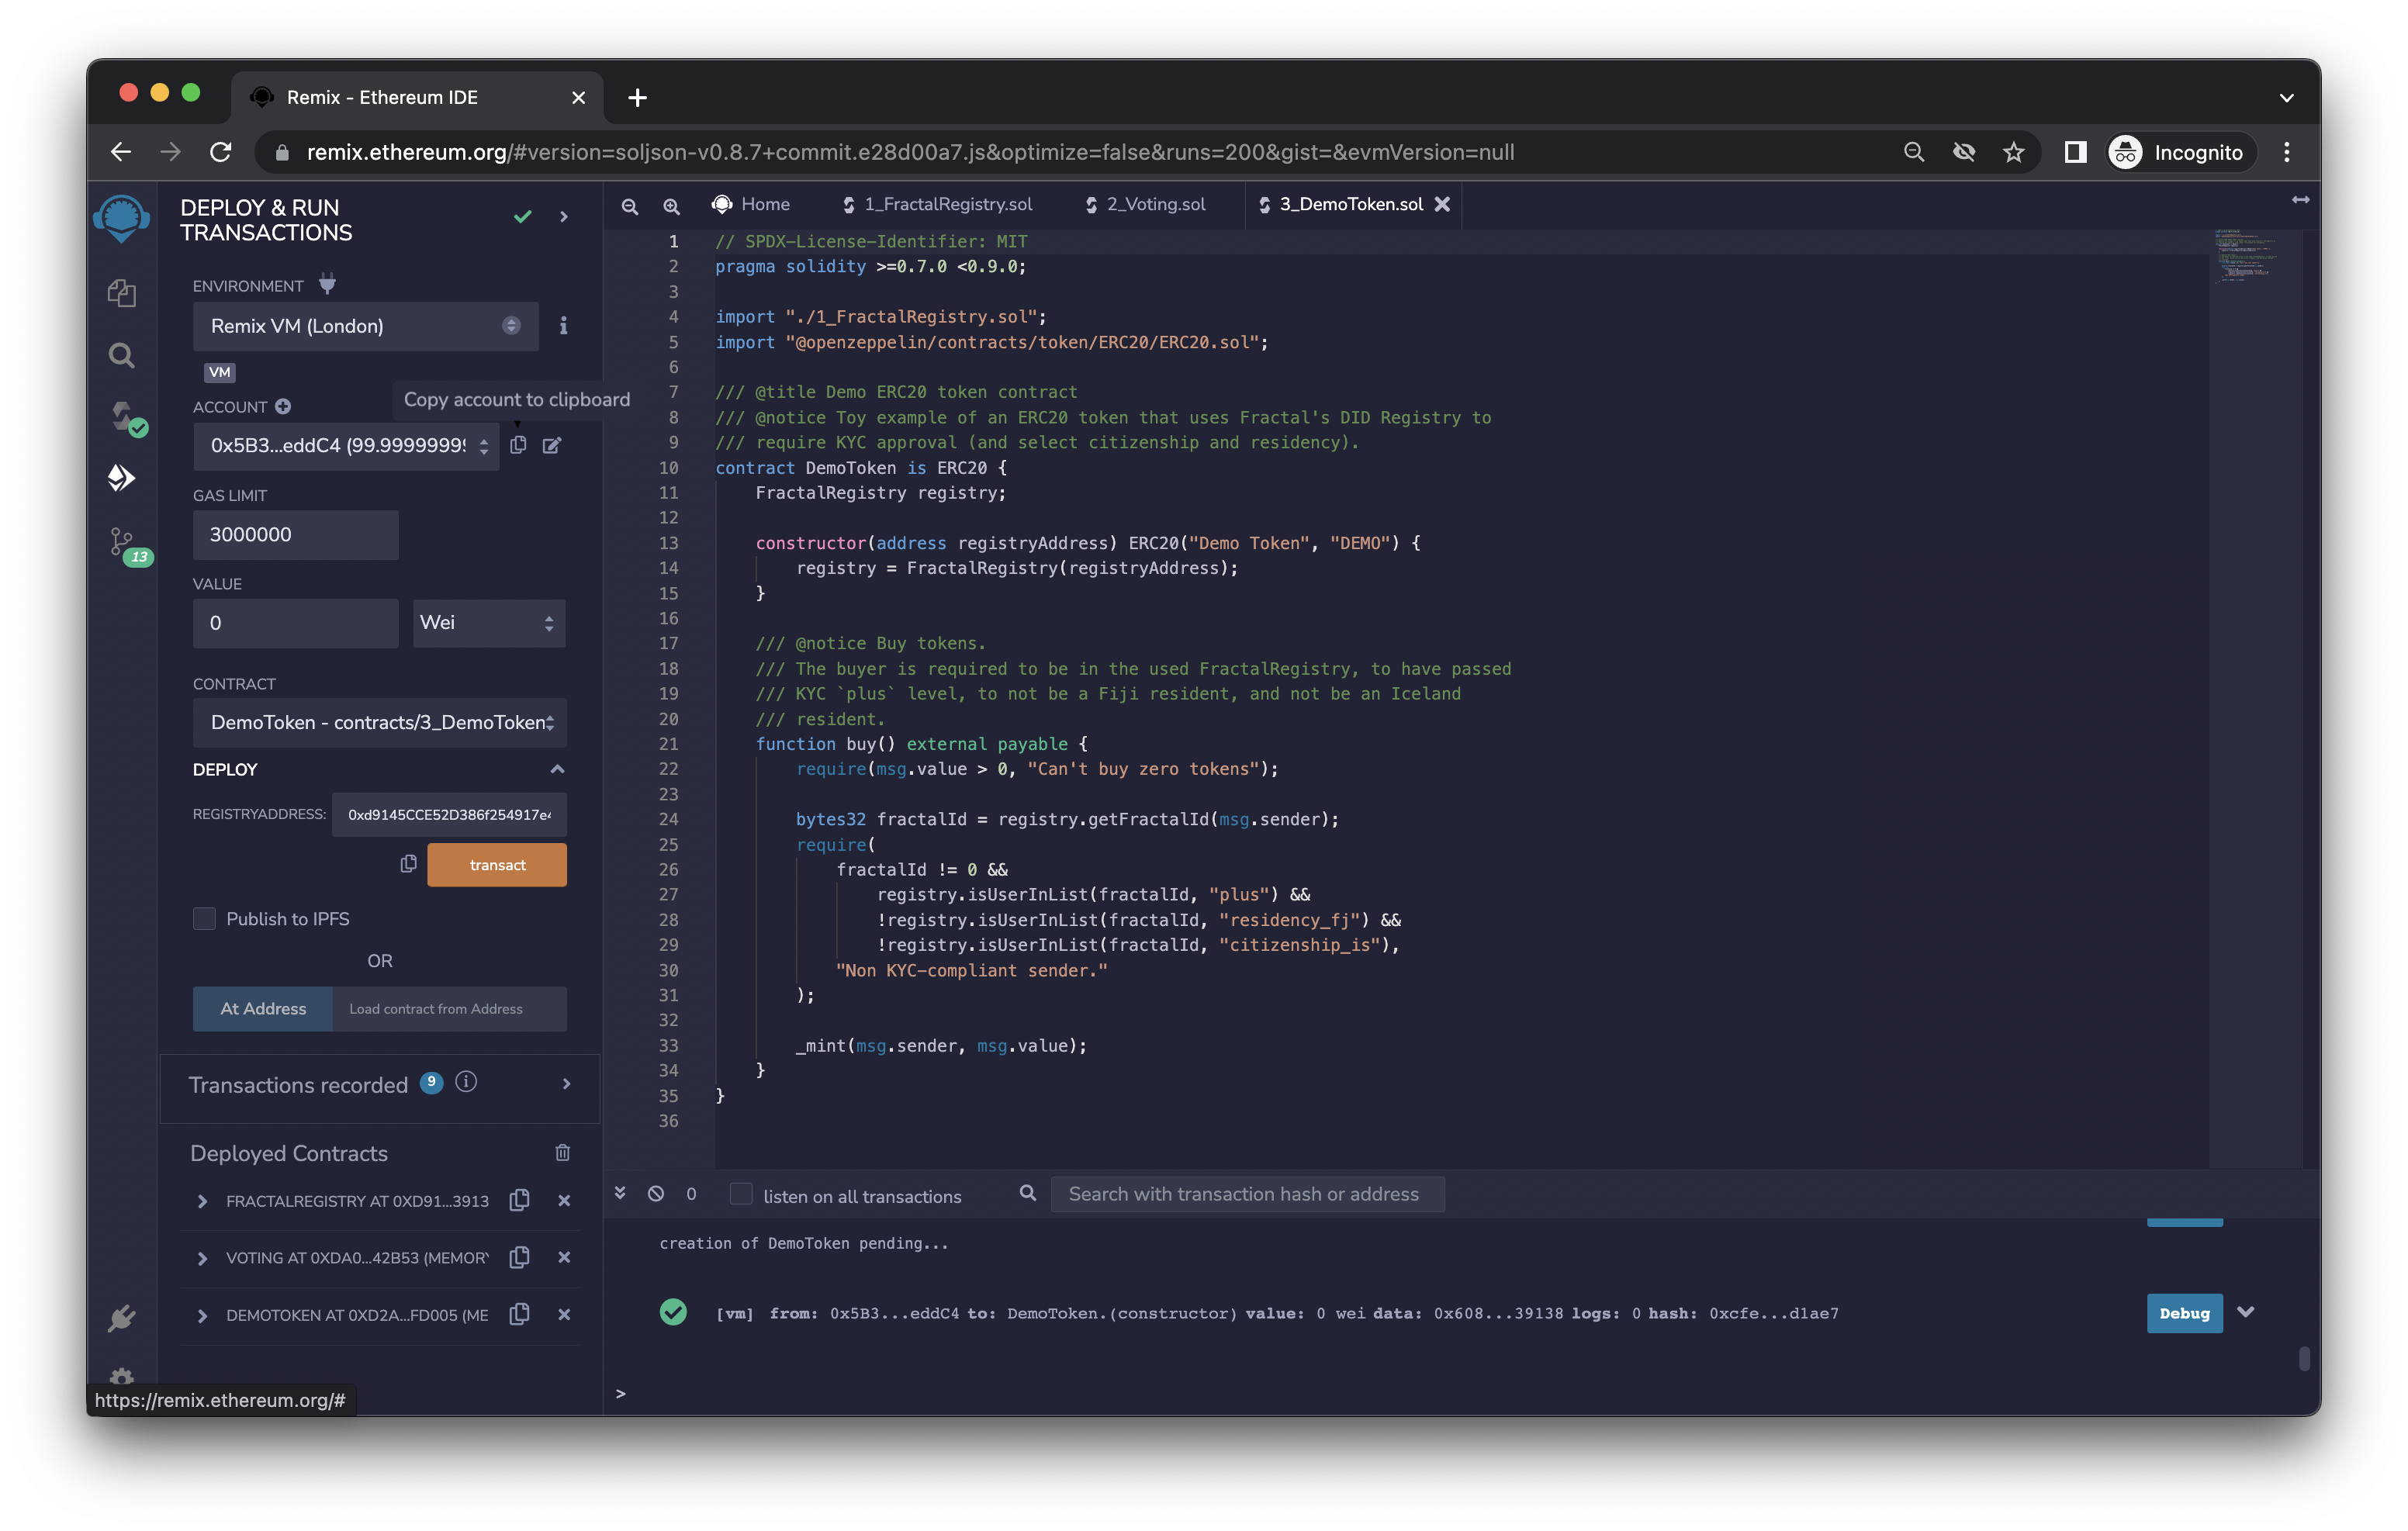 Remix - Ethereum IDE
remix.ethereum.org/#version=soljson-v0.8.7+commit.e28d00a7.js&optimize=false&runs=200&gist=&evmVersion=null
Incognito
DEPLOY & RUN
TRANSACTIONS
ENVIRONMENT
Remix VM (London)
VM
Copy account to clipboard
ACCOUNT
0x5B3...eddC4 (99.9999999
GAS LIMIT
3000000
VALUE
0
Wei
CONTRACT
DemoToken - contracts/3_DemoToken
DEPLOY
REGISTRYADDRESS:
0xd9145CCE52D386f254917e
transact
Publish to IPFS
OR
At Address
Load contract from Address
Transactions recorded 9
Deployed Contracts
FRACTALREGISTRY AT 0XD91...3913
VOTING AT 0XDA0...42B53 (MEMORY
DEMOTOKEN AT 0XD2A...FD005 (ME
13
https://remix.ethereum.org/#
Home
1_FractalRegistry.sol
2_Voting.sol
3_DemoToken.sol
1 // SPDX-License-Identifier: MIT
2 pragma solidity >=0.7.0 <0.9.0;
3
4 import "./1_FractalRegistry.sol";
5 import "@openzeppelin/contracts/token/ERC20/ERC20.sol";
6
7 /// @title Demo ERC20 token contract
8 /// @notice Toy example of an ERC20 token that uses Fractal's DID Registry to
9 /// require KYC approval (and select citizenship and residency).
10 contract DemoToken is ERC20 {
11 FractalRegistry registry;
12
13 constructor(address registryAddress) ERC20("Demo Token", "DEMO") {
14 registry = FractalRegistry(registryAddress);
15 }
16
17 /// @notice Buy tokens.
18 /// The buyer is required to be in the used FractalRegistry, to have passed
19 /// KYC `plus` level, to not be a Fiji resident, and not be an Iceland
20 /// resident.
21 function buy() external payable {
22 require(msg.value > 0, "Can't buy zero tokens");
23
24 bytes32 fractalId = registry.getFractalId(msg.sender);
25 require(
26 fractalId != 0 &&
27 registry.isUserInList(fractalId, "plus") &&
28 !registry.isUserInList(fractalId, "residency_fj") &&
29 !registry.isUserInList(fractalId, "citizenship_is"),
30 "Non KYC-compliant sender."
31 );
32
33 _mint(msg.sender, msg.value);
34 }
35 }
36
0
listen on all transactions
Search with transaction hash or address
creation of DemoToken pending...
[vm] from: 0x5B3...eddC4 to: DemoToken.(constructor) value: 0 wei data: 0x608...39138 logs: 0 hash: 0xcfe...d1ae7
Debug
>